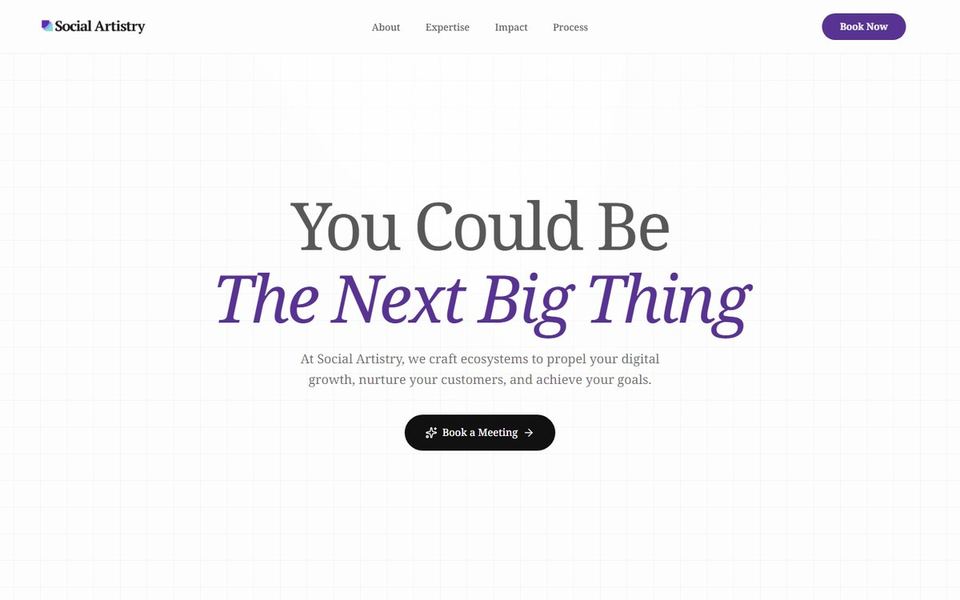 Social Artistry
About
Expertise
Impact
Process
Book Now
You Could Be
The Next Big Thing
At Social Artistry, we craft ecosystems to propel your digital
growth, nurture your customers, and achieve your goals.
Book a Meeting